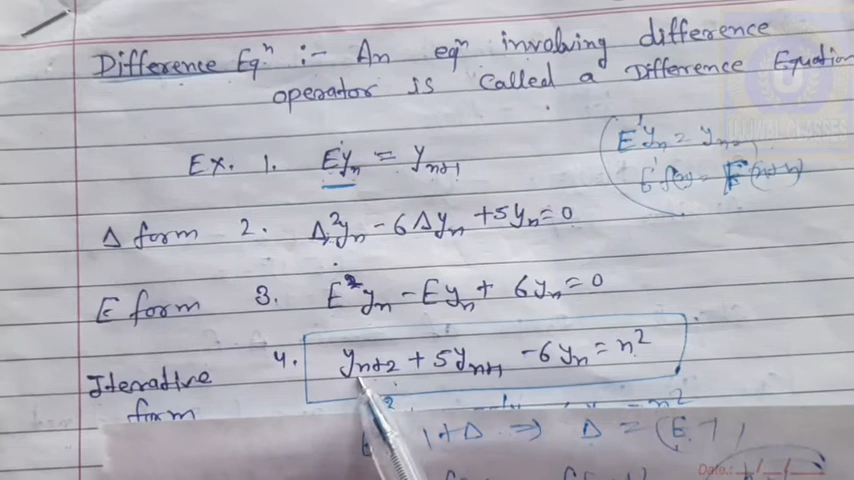 Difference Eqⁿ :- An eqⁿ involving difference
operator is called a Difference Equation
Ex. 1. Eyₙ = yₙ₊₁
Δ form 2. Δ²yₙ - 6Δyₙ + 5yₙ = 0
E form 3. E²yₙ - Eyₙ + 6yₙ = 0
Iterative form 4. yₙ₊₂ + 5yₙ₊₁ - 6yₙ = n²
1+Δ ⇒ Δ = (E-1)
Date.: / /